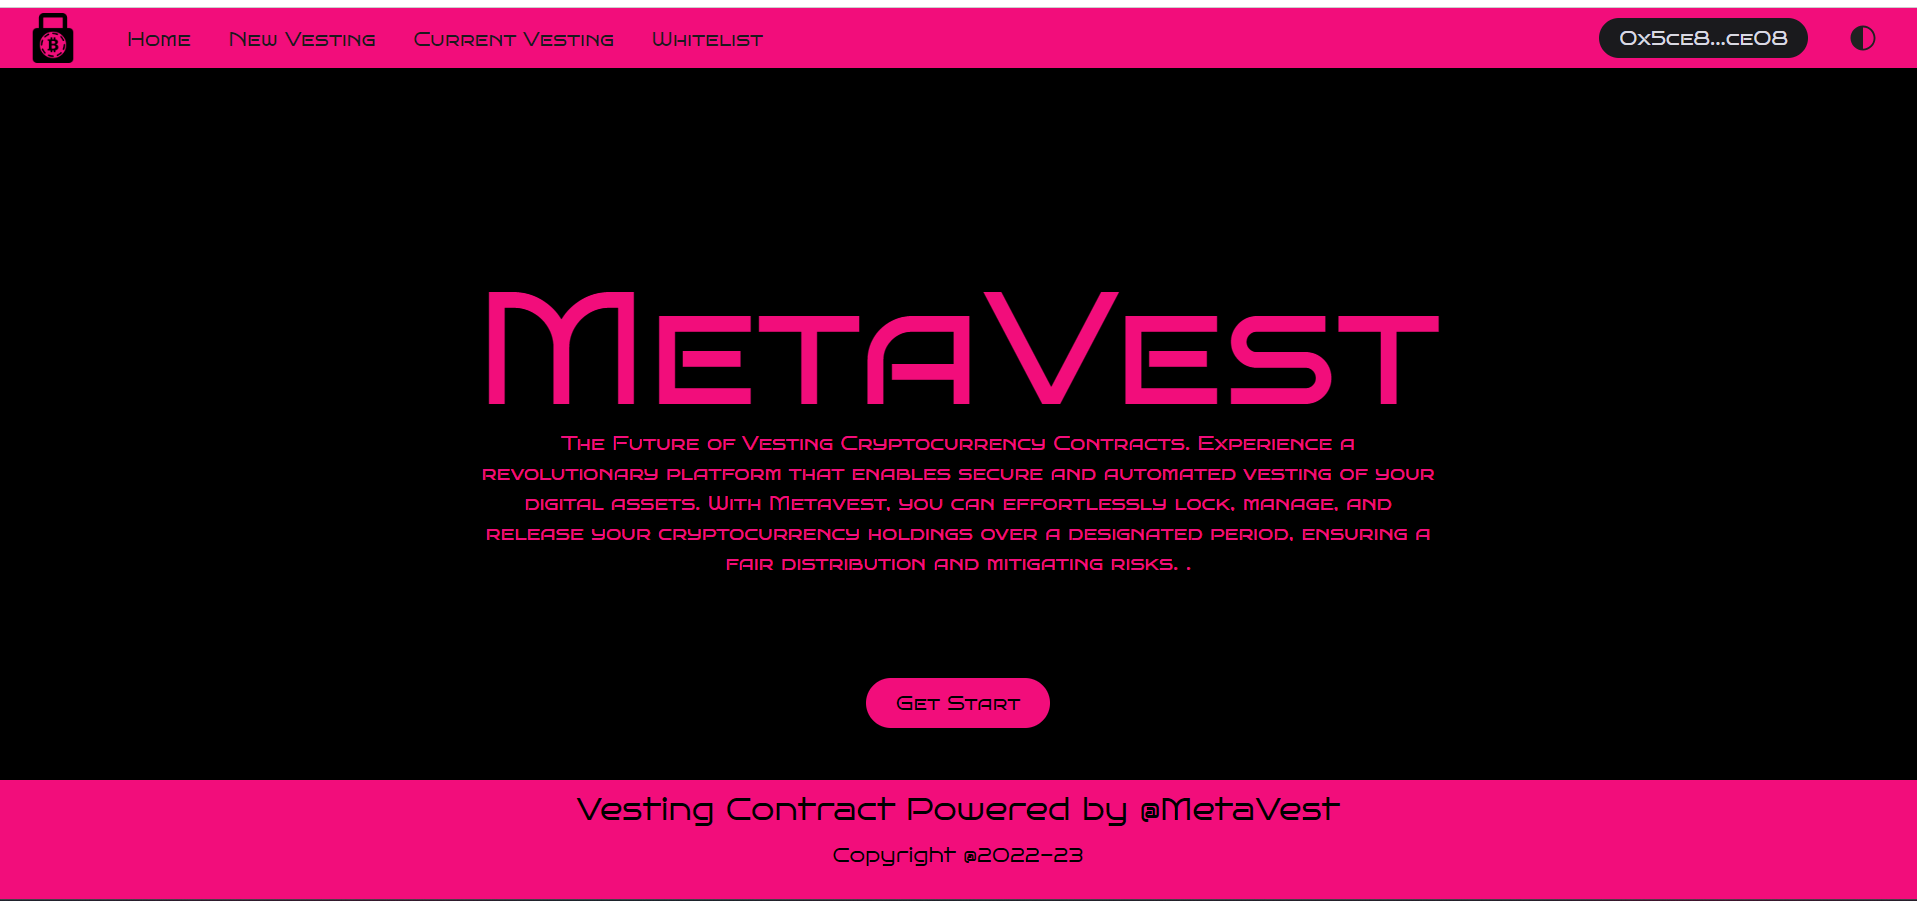 Home New Vesting Current Vesting Whitelist 0x5ce8...ce08
MetaVest
The Future of Vesting Cryptocurrency Contracts. Experience a
revolutionary platform that enables secure and automated vesting of your
digital assets. With Metavest, you can effortlessly lock, manage, and
release your cryptocurrency holdings over a designated period, ensuring a
fair distribution and mitigating risks. .
Get Start
Vesting Contract Powered by @MetaVest
Copyright @2022-23